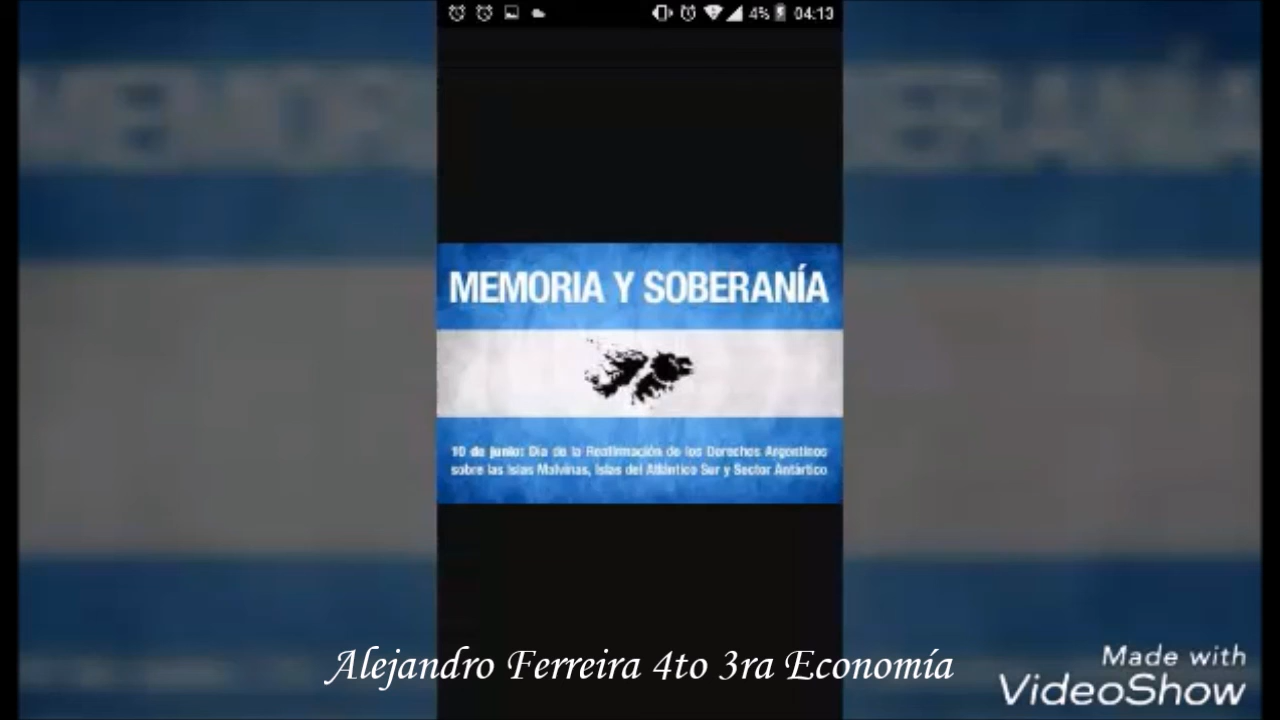 4% 04:13
MEMORIA Y SOBERANÍA
10 de junio: Día de la Reafirmación de los Derechos Argentinos
sobre las Islas Malvinas, Islas del Atlántico Sur y Sector Antártico
Alejandro Ferreira 4to 3ra Economía
Made with
VideoShow